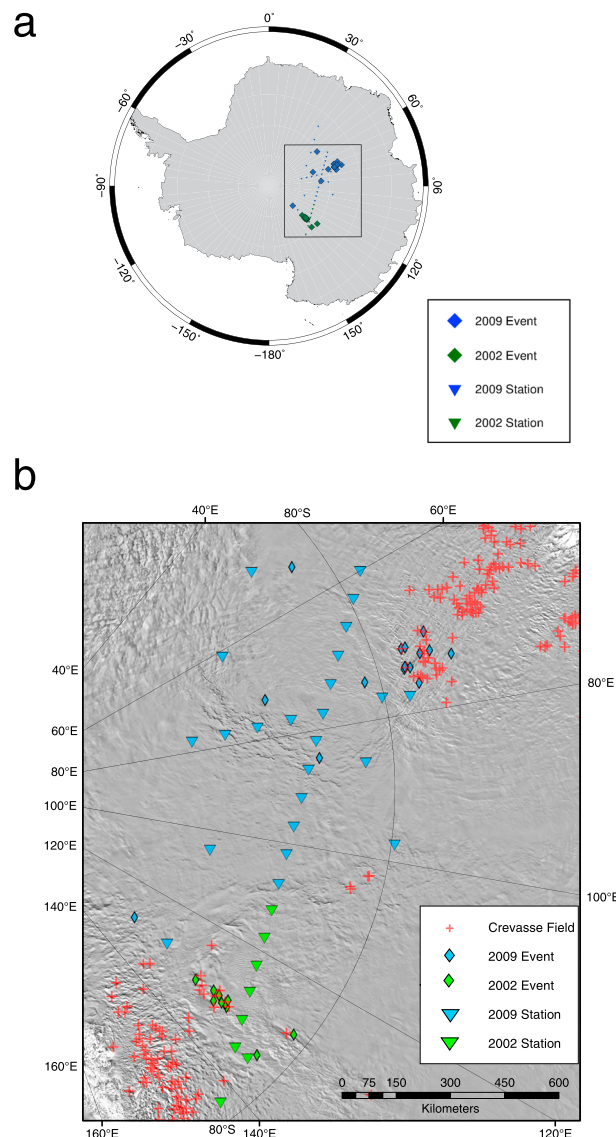 a
0°
−30°
30°
−60°
60°
−90°
90°
−120°
120°
−150°
150°
−180°
2009 Event
2002 Event
2009 Station
2002 Station
b
40°E
80°S
60°E
40°E
80°E
60°E
80°E
100°E
120°E
100°E
140°E
Crevasse Field
2009 Event
2002 Event
2009 Station
2002 Station
160°E
0 75 150 300 450 600
Kilometers
160°E
80°S
140°E
120°E